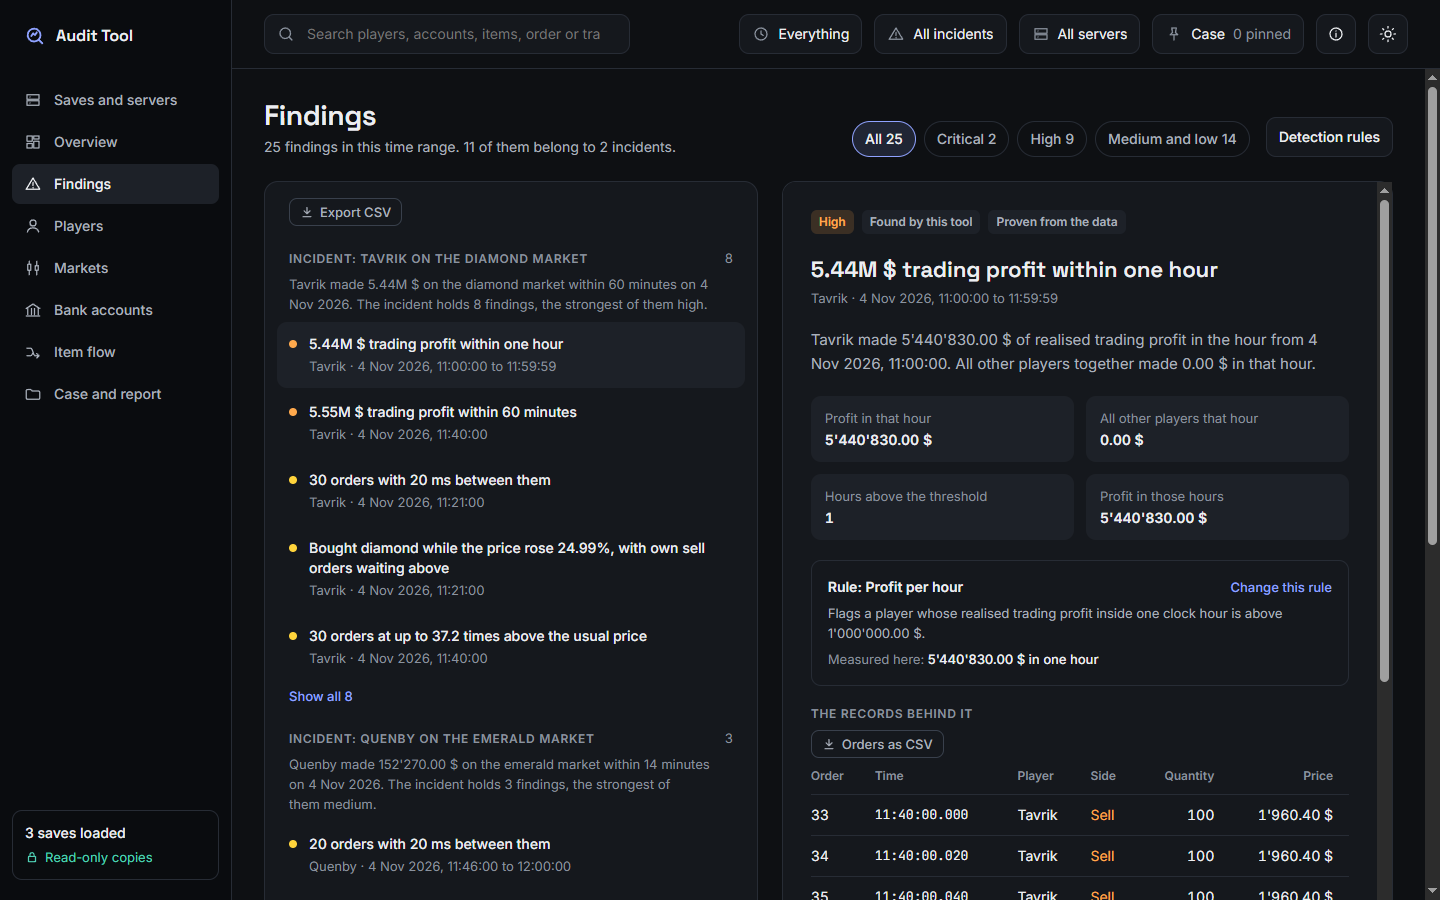 Audit Tool
Search players, accounts, items, order or tra
Everything
All incidents
All servers
Case 0 pinned
Saves and servers
Overview
Findings
Players
Markets
Bank accounts
Item flow
Case and report
3 saves loaded
Read-only copies
Findings
25 findings in this time range. 11 of them belong to 2 incidents.
All 25
Critical 2
High 9
Medium and low 14
Detection rules
Export CSV
INCIDENT: TAVRIK ON THE DIAMOND MARKET 8
Tavrik made 5.44M $ on the diamond market within 60 minutes on 4
Nov 2026. The incident holds 8 findings, the strongest of them high.
5.44M $ trading profit within one hour
Tavrik · 4 Nov 2026, 11:00:00 to 11:59:59
5.55M $ trading profit within 60 minutes
Tavrik · 4 Nov 2026, 11:40:00
30 orders with 20 ms between them
Tavrik · 4 Nov 2026, 11:21:00
Bought diamond while the price rose 24.99%, with own sell
orders waiting above
Tavrik · 4 Nov 2026, 11:21:00
30 orders at up to 37.2 times above the usual price
Tavrik · 4 Nov 2026, 11:40:00
Show all 8
INCIDENT: QUENBY ON THE EMERALD MARKET 3
Quenby made 152'270.00 $ on the emerald market within 14 minutes
on 4 Nov 2026. The incident holds 3 findings, the strongest of
them medium.
20 orders with 20 ms between them
Quenby · 4 Nov 2026, 11:46:00 to 12:00:00
High
Found by this tool
Proven from the data
5.44M $ trading profit within one hour
Tavrik · 4 Nov 2026, 11:00:00 to 11:59:59
Tavrik made 5'440'830.00 $ of realised trading profit in the hour from 4
Nov 2026, 11:00:00. All other players together made 0.00 $ in that hour.
Profit in that hour
5'440'830.00 $
All other players that hour
0.00 $
Hours above the threshold
1
Profit in those hours
5'440'830.00 $
Rule: Profit per hour
Change this rule
Flags a player whose realised trading profit inside one clock hour is above
1'000'000.00 $.
Measured here: 5'440'830.00 $ in one hour
THE RECORDS BEHIND IT
Orders as CSV
Order Time Player Side Quantity Price
33 11:40:00.000 Tavrik Sell 100 1'960.40 $
34 11:40:00.020 Tavrik Sell 100 1'960.40 $
35 11:40:00.040 Tavrik Sell 100 1'960.40 $